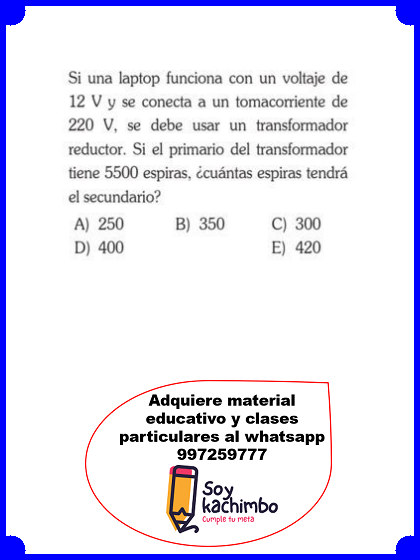 Si una laptop funciona con un voltaje de
12 V y se conecta a un tomacorriente de
220 V, se debe usar un transformador
reductor. Si el primario del transformador
tiene 5500 espiras, ¿cuántas espiras tendrá
el secundario?
A) 250 B) 350 C) 300
D) 400 E) 420
Adquiere material
educativo y clases
particulares al whatsapp
997259777
Soy
kachimbo
Cumple tu meta